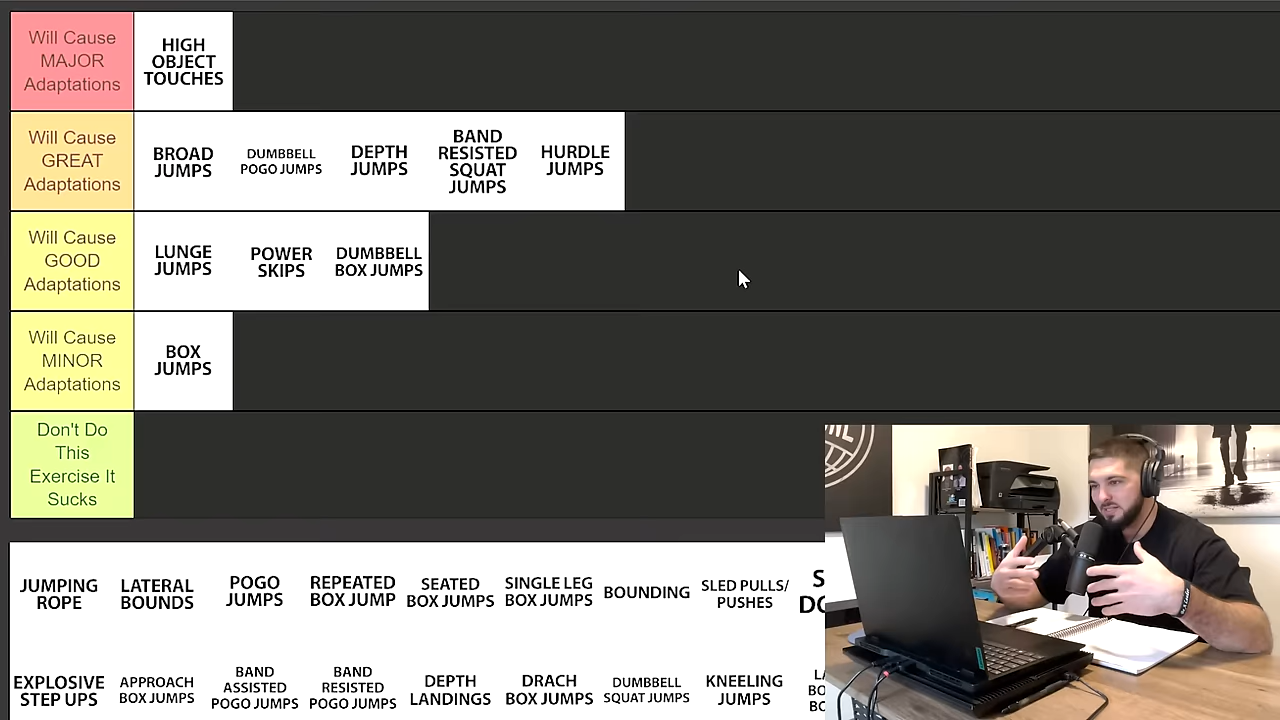 Will Cause
MAJOR
Adaptations
HIGH
OBJECT
TOUCHES
Will Cause
GREAT
Adaptations
BROAD
JUMPS
DUMBBELL
POGO JUMPS
DEPTH
JUMPS
BAND
RESISTED
SQUAT
JUMPS
HURDLE
JUMPS
Will Cause
GOOD
Adaptations
LUNGE
JUMPS
POWER
SKIPS
DUMBBELL
BOX JUMPS
Will Cause
MINOR
Adaptations
BOX
JUMPS
Don't Do
This
Exercise It
Sucks
JUMPING
ROPE
LATERAL
BOUNDS
POGO
JUMPS
REPEATED
BOX JUMP
SEATED
BOX JUMPS
SINGLE LEG
BOX JUMPS
BOUNDING
SLED PULLS/
PUSHES
EXPLOSIVE
STEP UPS
APPROACH
BOX JUMPS
BAND
ASSISTED
POGO JUMPS
BAND
RESISTED
POGO JUMPS
DEPTH
LANDINGS
DRACH
BOX JUMPS
DUMBBELL
SQUAT JUMPS
KNEELING
JUMPS